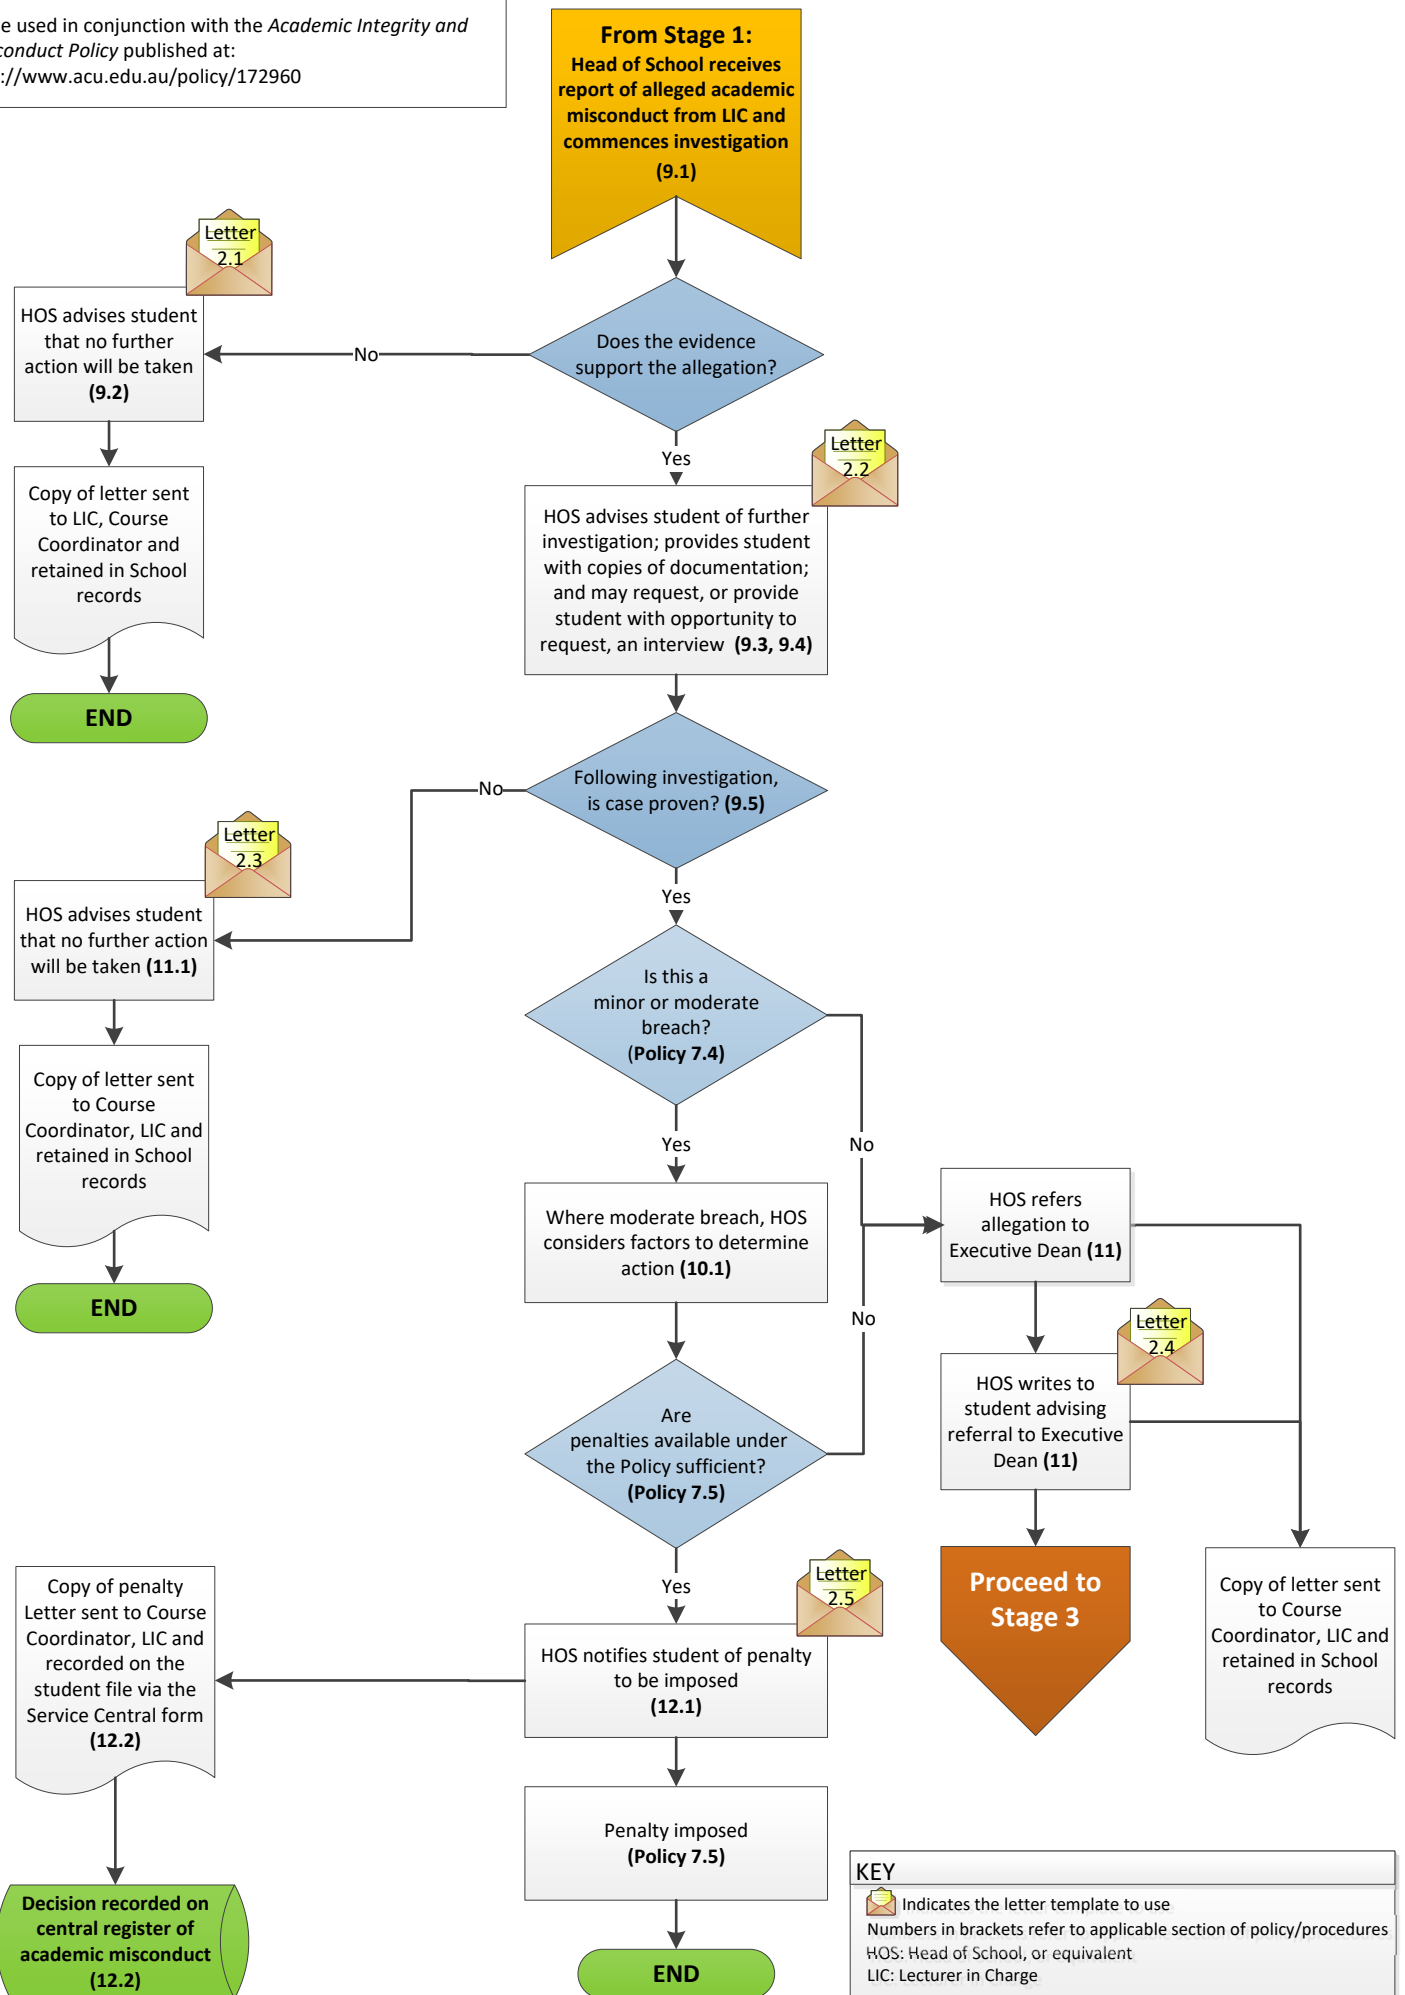 e used in conjunction with the Academic Integrity and
conduct Policy published at:
://www.acu.edu.au/policy/172960
From Stage 1:
Head of School receives
report of alleged academic
misconduct from LIC and
commences investigation
(9.1)
Letter
2.1
HOS advises student
that no further
action will be taken
(9.2)
No
Does the evidence
support the allegation?
Yes
Letter
2.2
Copy of letter sent
to LIC, Course
Coordinator and
retained in School
records
HOS advises student of further
investigation; provides student
with copies of documentation;
and may request, or provide
student with opportunity to
request, an interview (9.3, 9.4)
END
Following investigation,
is case proven? (9.5)
No
Yes
Letter
2.3
HOS advises student
that no further action
will be taken (11.1)
Is this a
minor or moderate
breach?
(Policy 7.4)
Copy of letter sent
to Course
Coordinator, LIC and
retained in School
records
Yes
No
Where moderate breach, HOS
considers factors to determine
action (10.1)
HOS refers
allegation to
Executive Dean (11)
END
No
Letter
2.4
HOS writes to
student advising
referral to Executive
Dean (11)
Are
penalties available under
the Policy sufficient?
(Policy 7.5)
Yes
Letter
2.5
Proceed to
Stage 3
Copy of letter sent
to Course
Coordinator, LIC and
retained in School
records
Copy of penalty
Letter sent to Course
Coordinator, LIC and
recorded on the
student file via the
Service Central form
(12.2)
HOS notifies student of penalty
to be imposed
(12.1)
Penalty imposed
(Policy 7.5)
Decision recorded on
central register of
academic misconduct
(12.2)
END
KEY
Indicates the letter template to use
Numbers in brackets refer to applicable section of policy/procedures
HOS: Head of School, or equivalent
LIC: Lecturer in Charge